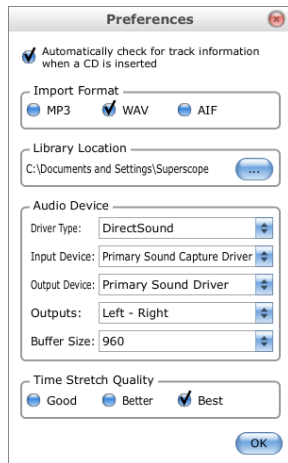 Preferences
Automatically check for track information
when a CD is inserted
Import Format
MP3 WAV AIF
Library Location
C:\Documents and Settings\Superscope ...
Audio Device
Driver Type: DirectSound
Input Device: Primary Sound Capture Driver
Output Device: Primary Sound Driver
Outputs: Left - Right
Buffer Size: 960
Time Stretch Quality
Good Better Best
OK